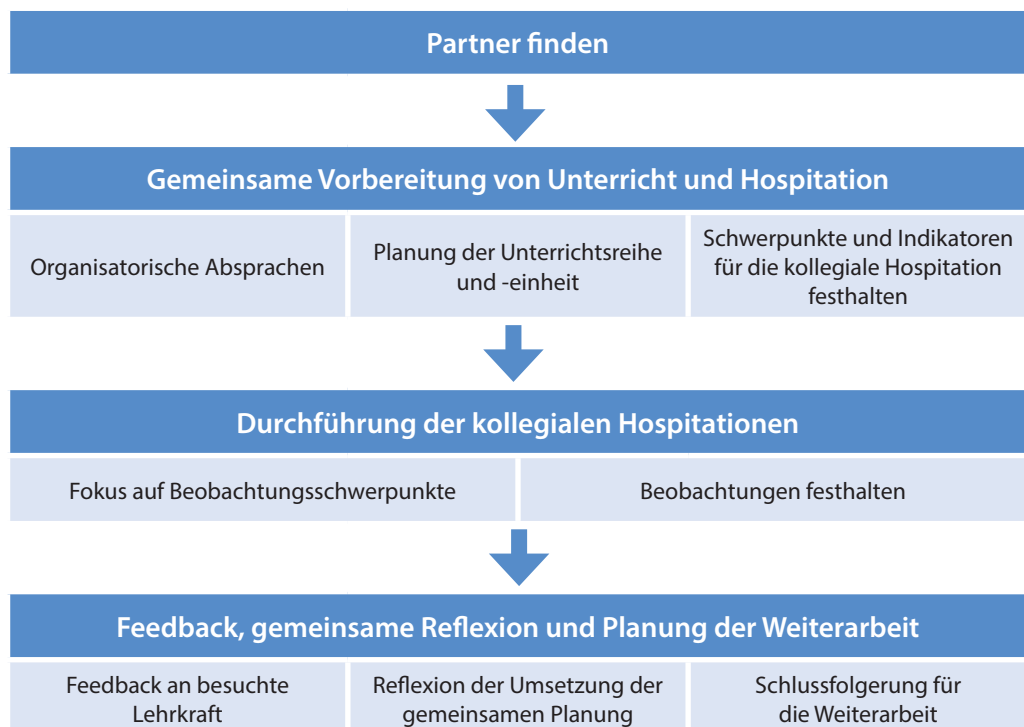 Partner finden
Gemeinsame Vorbereitung von Unterricht und Hospitation
Organisatorische Absprachen
Planung der Unterrichtsreihe
und -einheit
Schwerpunkte und Indikatoren
für die kollegiale Hospitation
festhalten
Durchführung der kollegialen Hospitationen
Fokus auf Beobachtungsschwerpunkte
Beobachtungen festhalten
Feedback, gemeinsame Reflexion und Planung der Weiterarbeit
Feedback an besuchte
Lehrkraft
Reflexion der Umsetzung der
gemeinsamen Planung
Schlussfolgerung für
die Weiterarbeit